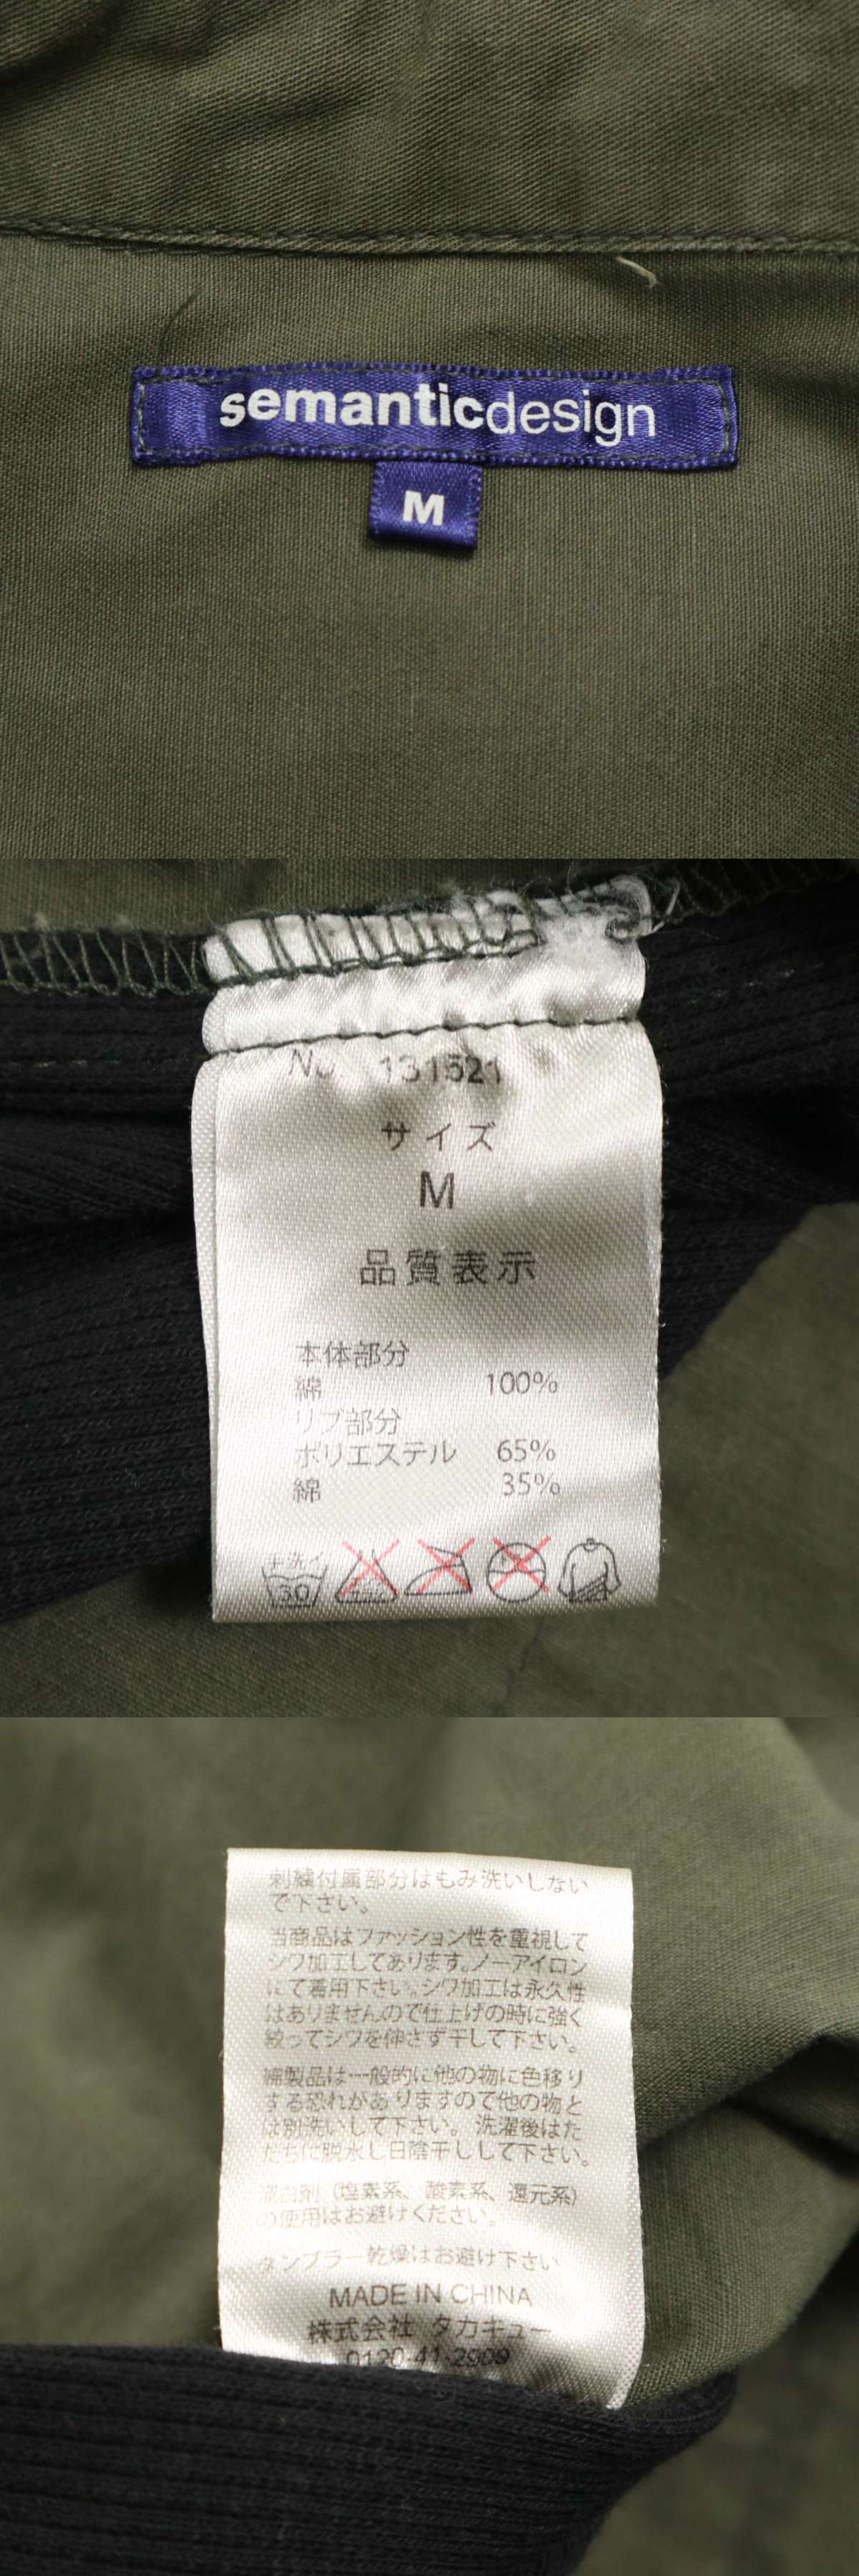 semanticdesign
M
No 131521
サイズ
M
品質表示
本体部分
綿 100%
リブ部分
ポリエステル 65%
綿 35%
手洗イ
30
刺繍付属部分はもみ洗いしない
で下さい。
当商品はファッション性を重視して
シワ加工してあります。ノーアイロン
にて着用下さい。シワ加工は永久性
はありませんので仕上げの時に強く
絞ってシワを伸さず干して下さい。
綿製品は一般的に他の物に色移り
する恐れがありますので他の物と
は別洗いして下さい。 洗濯後はた
だちに脱水し日陰干しして下さい。
漂白剤（塩素系、酸素系、還元系）
の使用はお避けください。
タンブラー乾燥はお避け下さい
MADE IN CHINA
株式会社 タカキュー
0120-41-2909